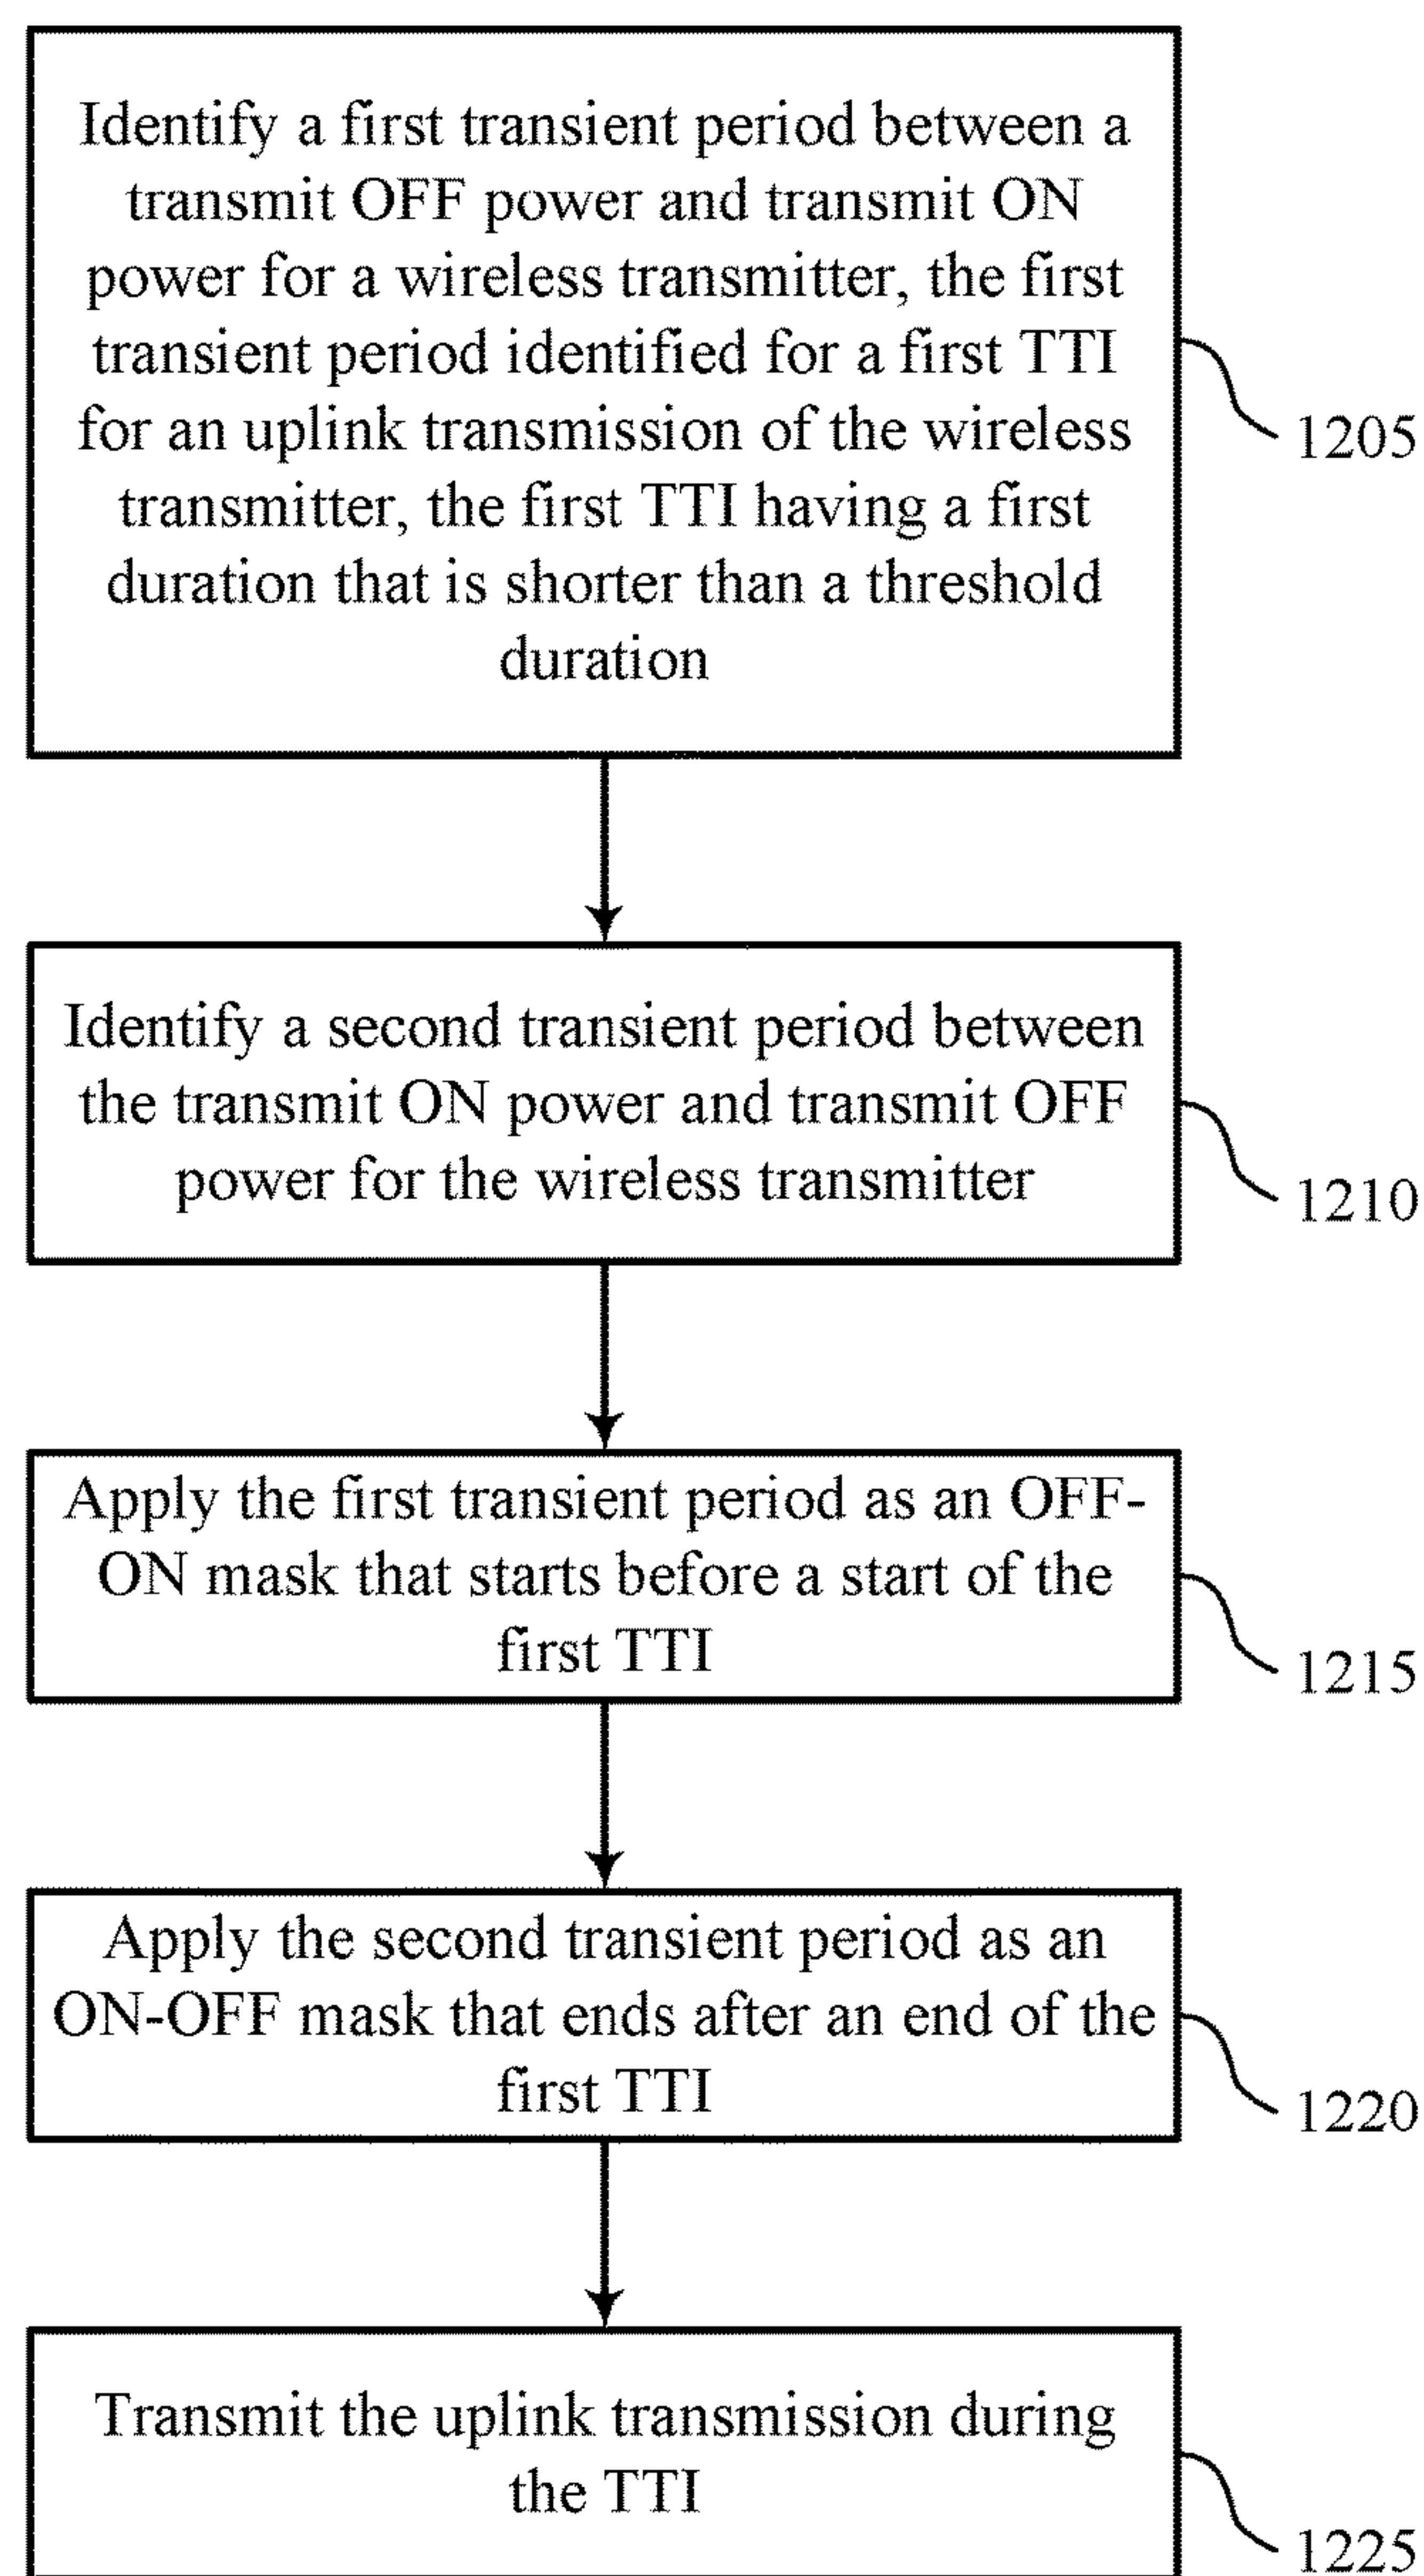 Identify a first transient period between a
transmit OFF power and transmit ON
power for a wireless transmitter, the first
transient period identified for a first TTI
for an uplink transmission of the wireless
transmitter, the first TTI having a first
duration that is shorter than a threshold
duration
1205
Identify a second transient period between
the transmit ON power and transmit OFF
power for the wireless transmitter
1210
Apply the first transient period as an OFF-
ON mask that starts before a start of the
first TTI
1215
Apply the second transient period as an
ON-OFF mask that ends after an end of the
first TTI
1220
Transmit the uplink transmission during
the TTI
1225